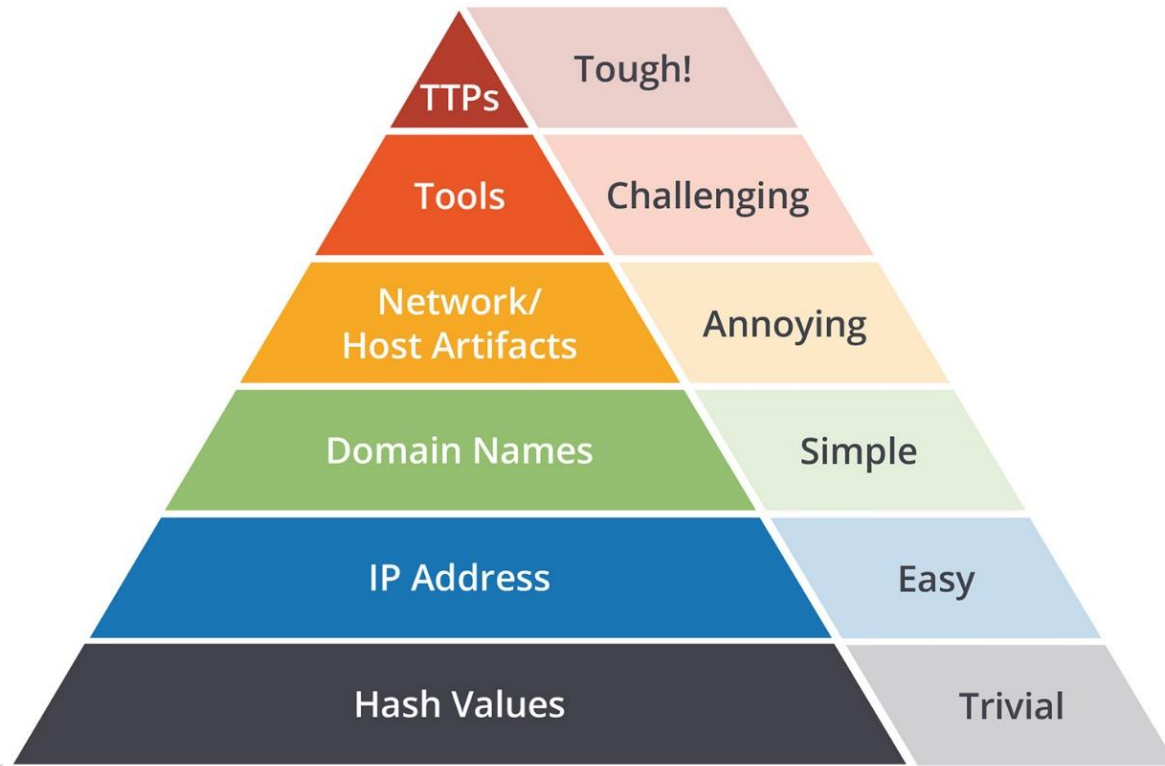 TTPs
Tough!
Tools
Challenging
Network/
Host Artifacts
Annoying
Domain Names
Simple
IP Address
Easy
Hash Values
Trivial